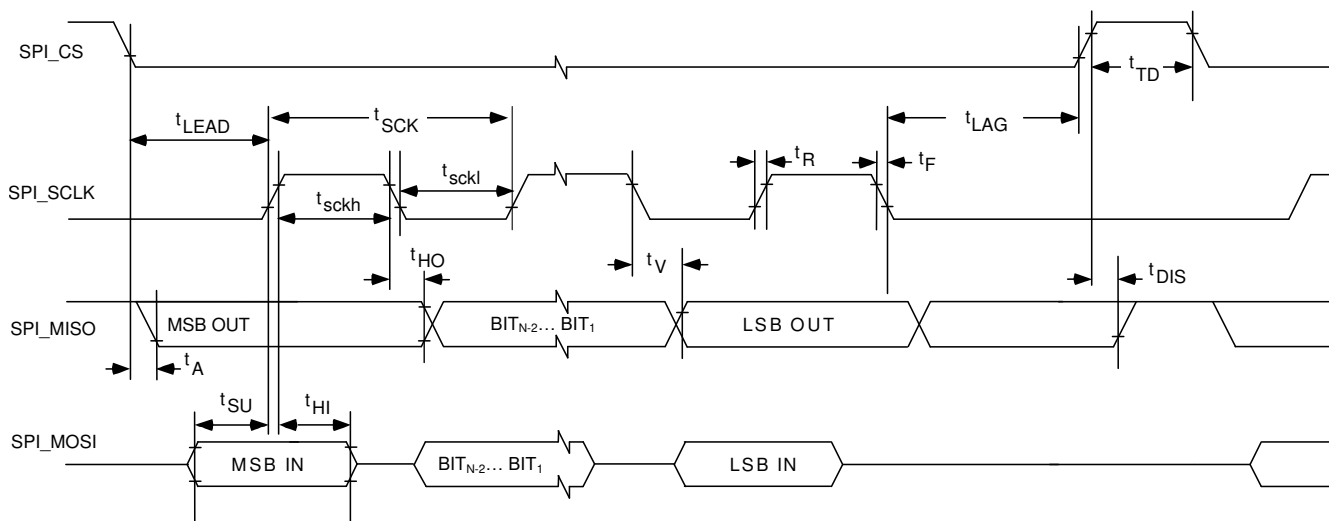 SPI_CS
tTD
tLEAD
tSCK
tLAG
tR
tF
tsckl
SPI_SCLK
tsckh
tHO
tV
tDIS
SPI_MISO
MSB OUT
BITN-2... BIT1
LSB OUT
tA
tSU
tHI
SPI_MOSI
MSB IN
BITN-2... BIT1
LSB IN